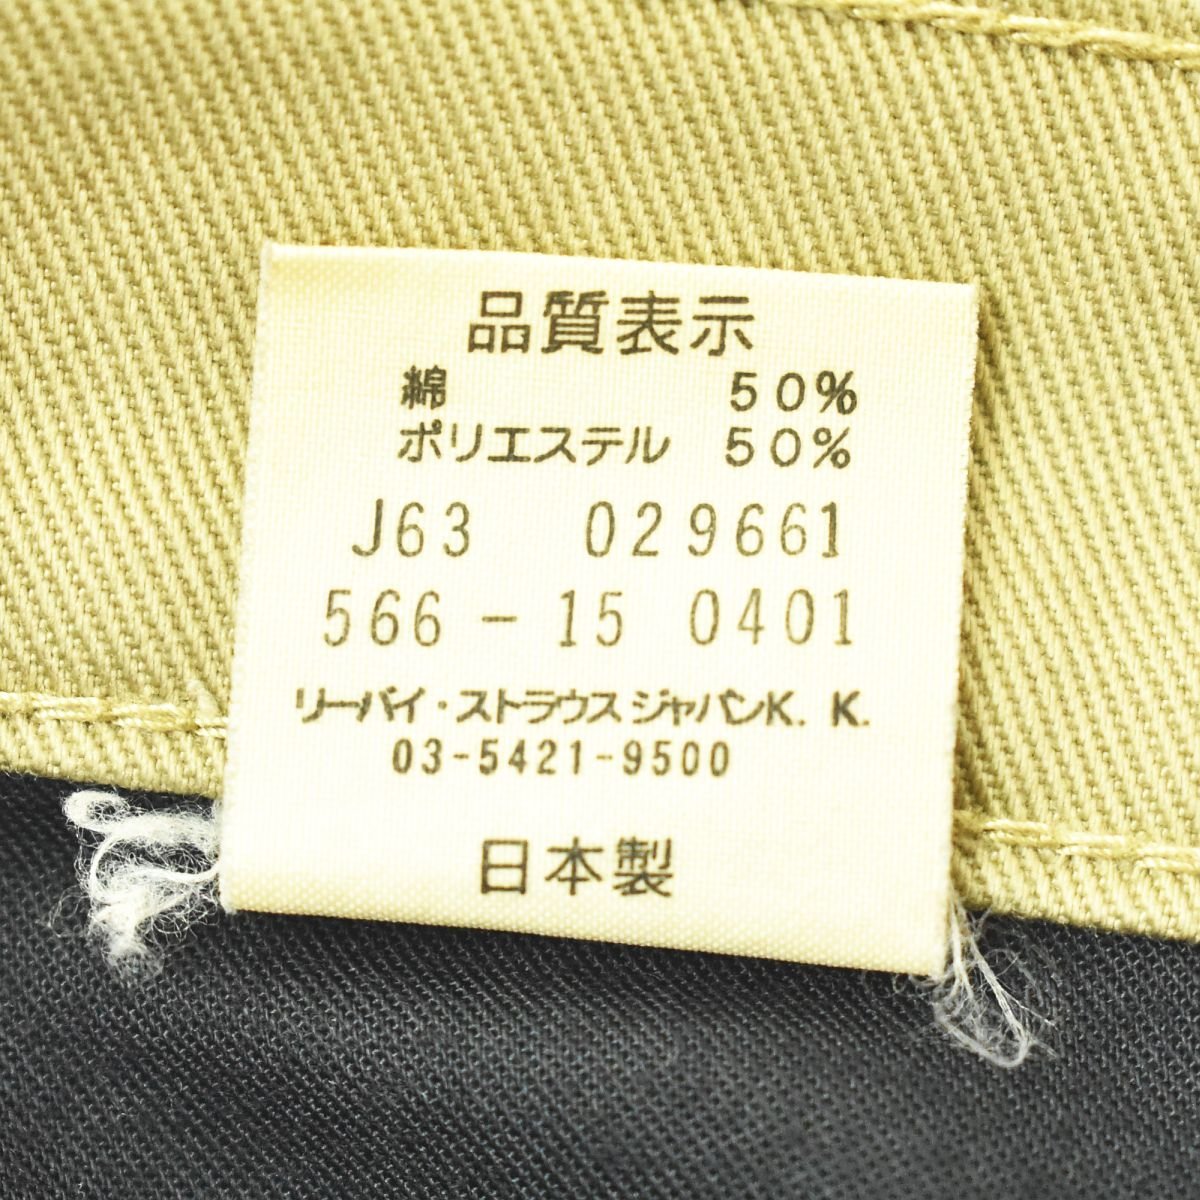 品質表示
綿 50%
ポリエステル 50%
J63 029661
566-15 0401
リーバイ・ストラウスジャパンK.K.
03-5421-9500
日本製